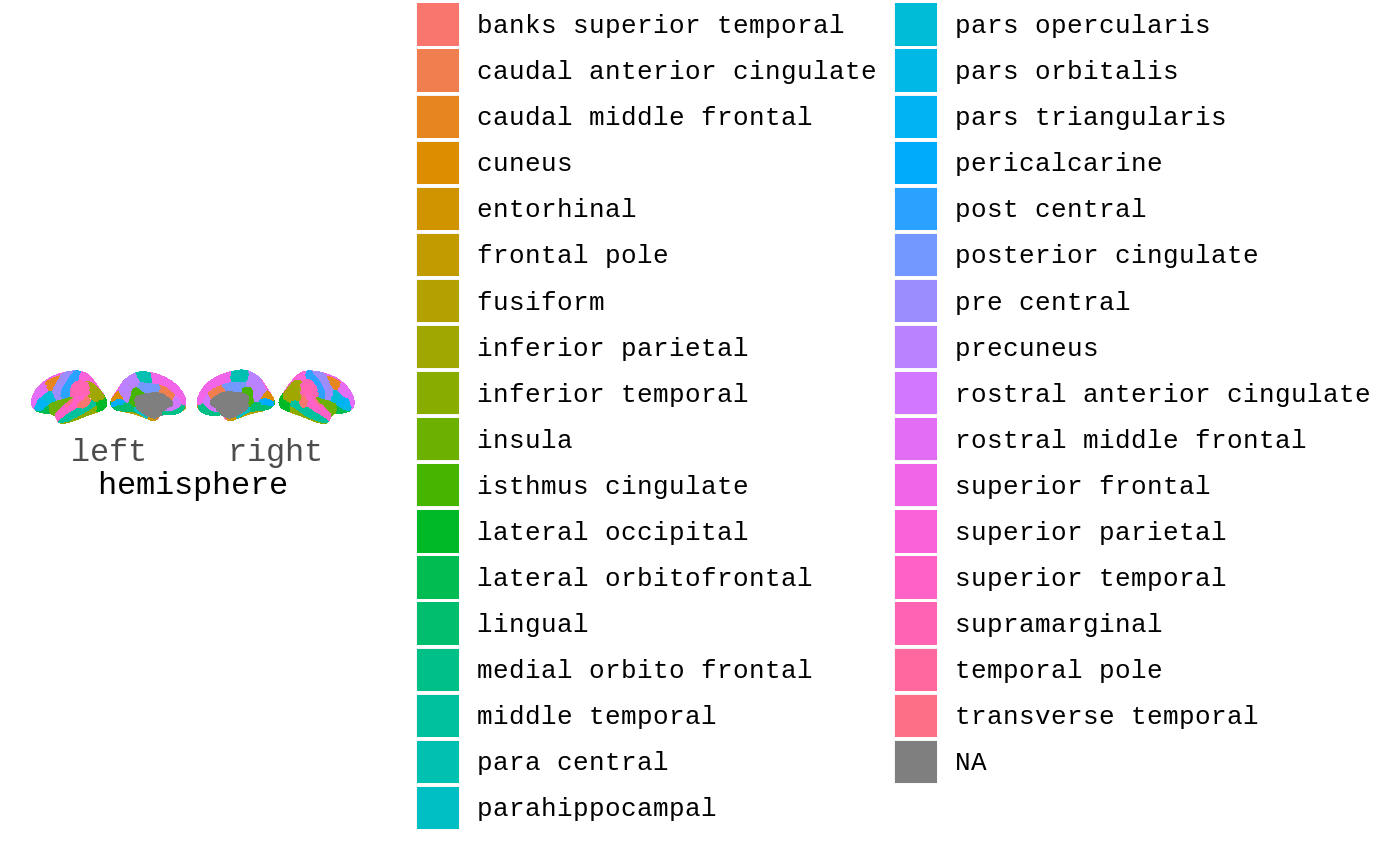 left
right
hemisphere
banks superior temporal
caudal anterior cingulate
caudal middle frontal
cuneus
entorhinal
frontal pole
fusiform
inferior parietal
inferior temporal
insula
isthmus cingulate
lateral occipital
lateral orbitofrontal
lingual
medial orbito frontal
middle temporal
para central
parahippocampal
pars opercularis
pars orbitalis
pars triangularis
pericalcarine
post central
posterior cingulate
pre central
precuneus
rostral anterior cingulate
rostral middle frontal
superior frontal
superior parietal
superior temporal
supramarginal
temporal pole
transverse temporal
NA